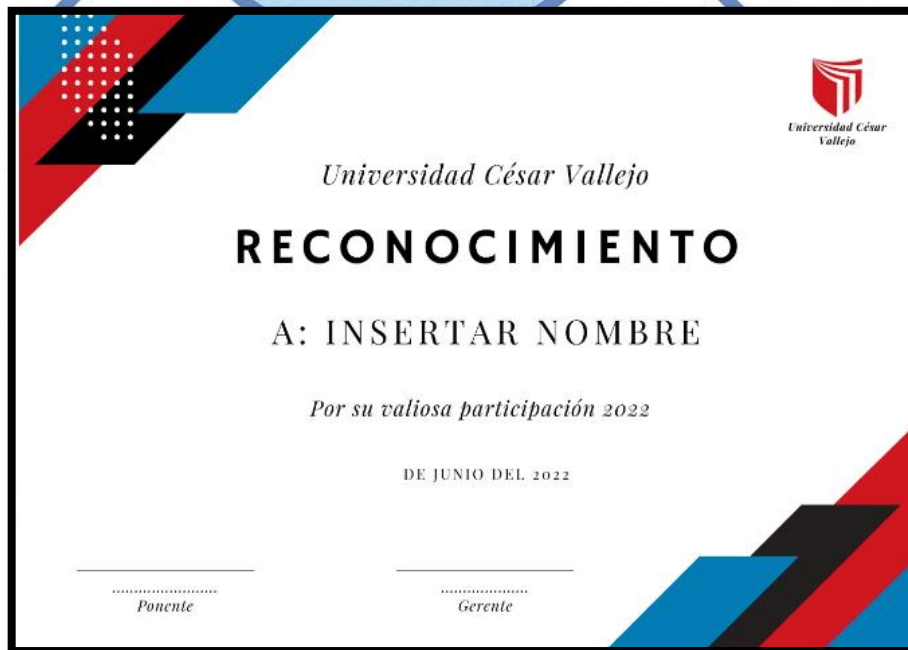 Universidad César
Vallejo
Universidad César Vallejo
RECONOCIMIENTO
A: INSERTAR NOMBRE
Por su valiosa participación 2022
DE JUNIO DEL 2022
........................
Ponente
....................
Gerente